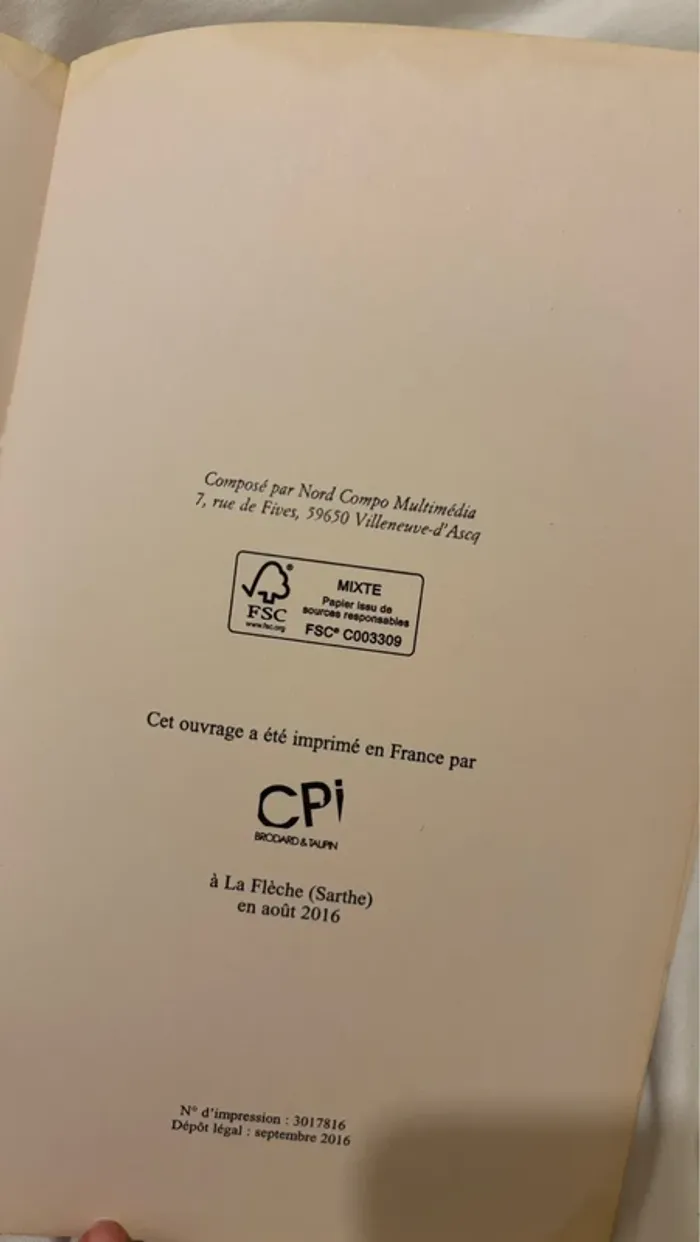 Composé par Nord Compo Multimédia
7, rue de Fives, 59650 Villeneuve-d'Ascq
FSC
www.fsc.org
MIXTE
Papier issu de
sources responsables
FSC® C003309
Cet ouvrage a été imprimé en France par
CPi
BRODARD & TAUPIN
à La Flèche (Sarthe)
en août 2016
N° d'impression : 3017816
Dépôt légal : septembre 2016